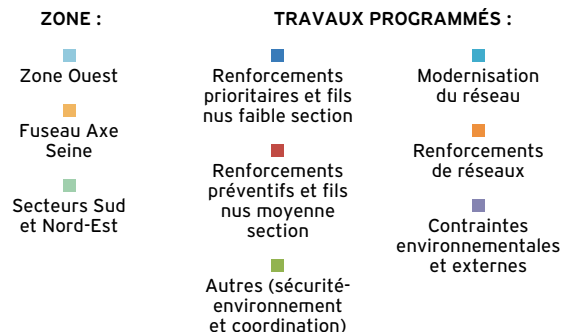 ZONE :
Zone Ouest
Fuseau Axe
Seine
Secteurs Sud
et Nord-Est
TRAVAUX PROGRAMMÉS :
Renforcements
prioritaires et fils
nus faible section
Renforcements
préventifs et fils
nus moyenne
section
Autres (sécurité-
environnement
et coordination)
Modernisation
du réseau
Renforcements
de réseaux
Contraintes
environnementales
et externes